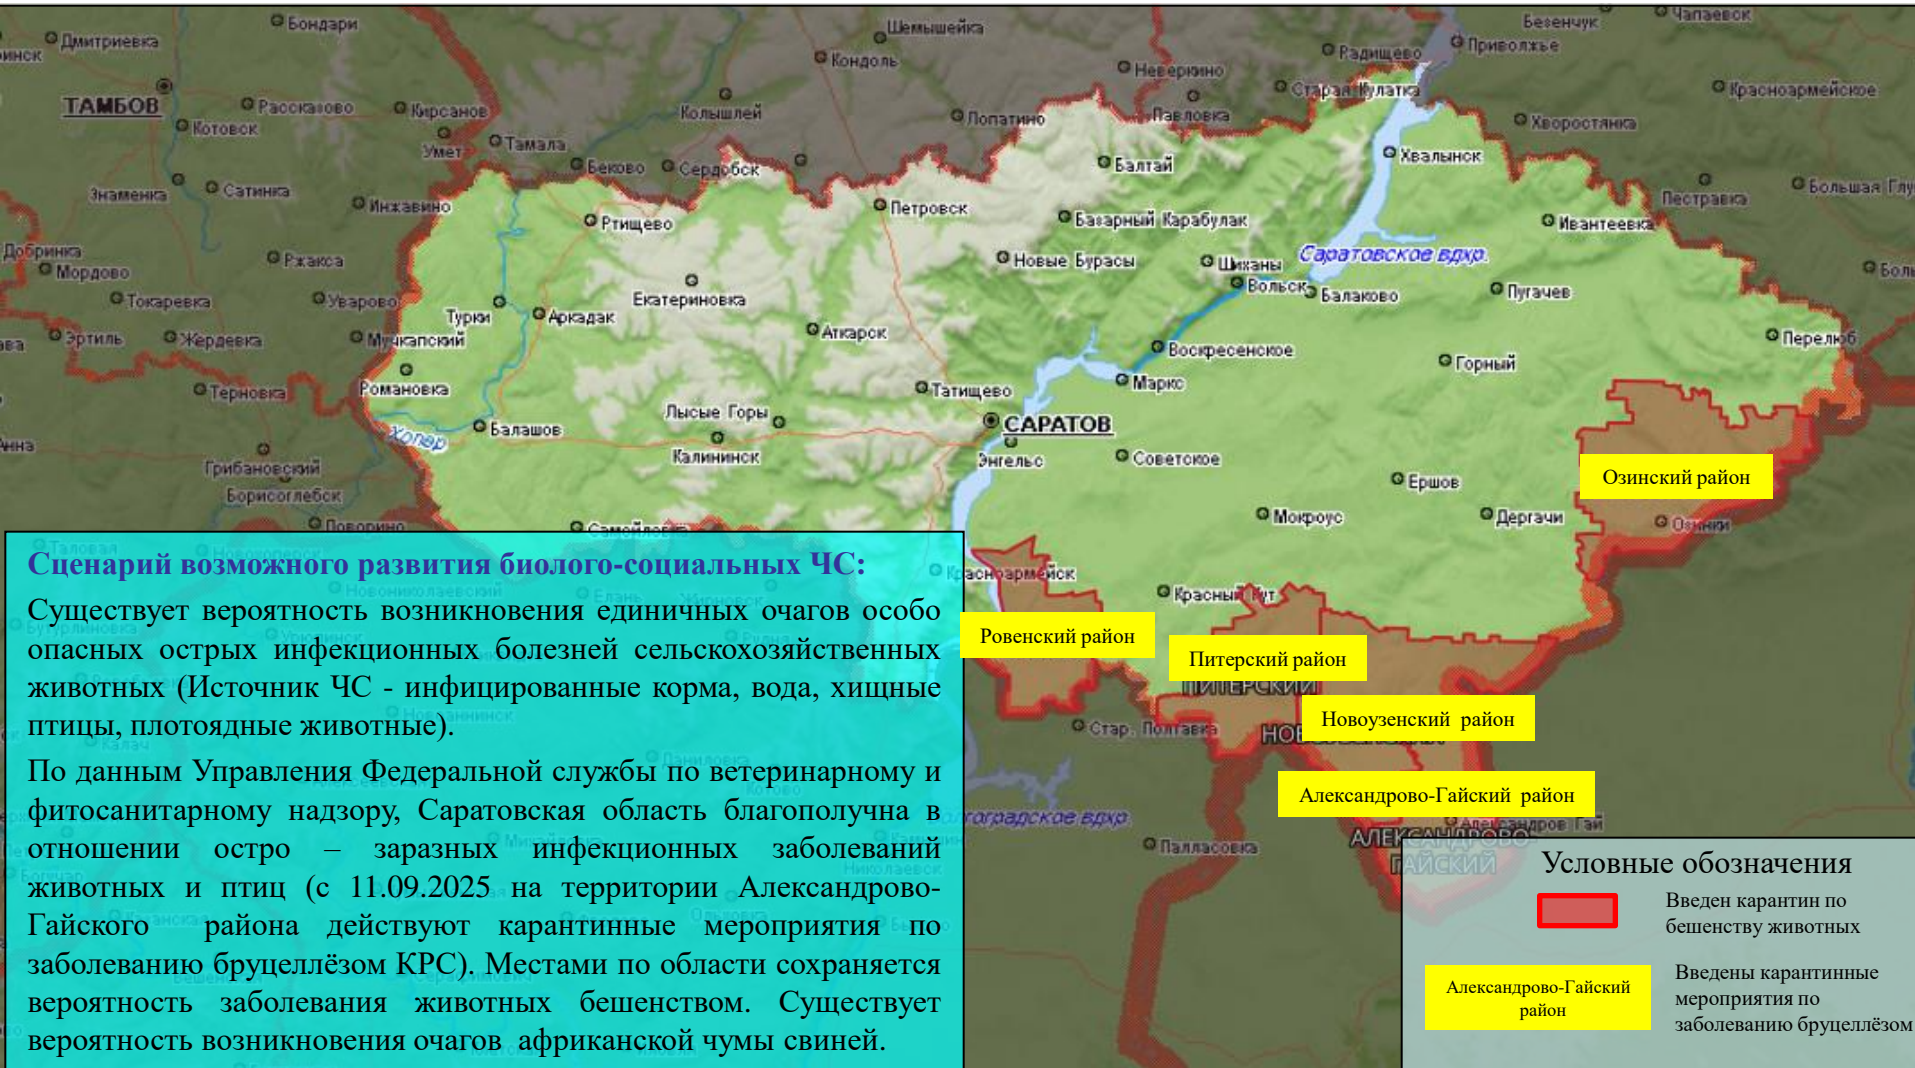 Бондари
Шемышейка
Безенчук
Чапаевск
Дмитриевка
Кондоль
Радищево
Приволжье
Неверкино
ТАМБОВ
Рассказово
Кирсанов
Колышлей
Старая Кулатка
Красноармейское
Котовск
Лопатино
Павловка
Хворостянка
Умет
Тамала
Беково
Сердобск
Балтай
Хвалынск
Знаменка
Сатинка
Инжавино
Петровск
Пестравка
Большая Глу
Ртищево
Базарный Карабулак
Ивантеевка
Добринка
Мордово
Ржакса
Новые Бурасы
Шиханы
Саратовское вдхр.
Токаревка
Уварово
Екатериновка
Вольск
Балаково
Пугачев
Турки
Аркадак
Эртиль
Жердевка
Мучкапский
Аткарск
Воскресенское
Перелюб
Горный
Терновка
Романовка
Татищево
Маркс
Лысые Горы
САРАТОВ
Балашов
Хопер
Калининск
Энгельс
Советское
Грибановский
Борисоглебск
Ершов
Озинский район
Поворино
Самойловка
Мокроус
Дергачи
Озинки
Красноармейск
Красный Кут
Ровенский район
Питерский район
ПИТЕРСКИЙ
Новоузенский район
Стар. Полтавка
Александрово-Гайский район
Александров Гай
Палласовка
АЛЕКСАНДРОВО-
ГАЙСКИЙ
Сценарий возможного развития биолого-социальных ЧС:
Существует вероятность возникновения единичных очагов особо
опасных острых инфекционных болезней сельскохозяйственных
животных (Источник ЧС - инфицированные корма, вода, хищные
птицы, плотоядные животные).
По данным Управления Федеральной службы по ветеринарному и
фитосанитарному надзору, Саратовская область благополучна в
отношении остро – заразных инфекционных заболеваний
животных и птиц (с 11.09.2025 на территории Александрово-
Гайского района действуют карантинные мероприятия по
заболеванию бруцеллёзом КРС). Местами по области сохраняется
вероятность заболевания животных бешенством. Существует
вероятность возникновения очагов африканской чумы свиней.
Условные обозначения
Введен карантин по
бешенству животных
Александрово-Гайский
район
Введены карантинные
мероприятия по
заболеванию бруцеллёзом